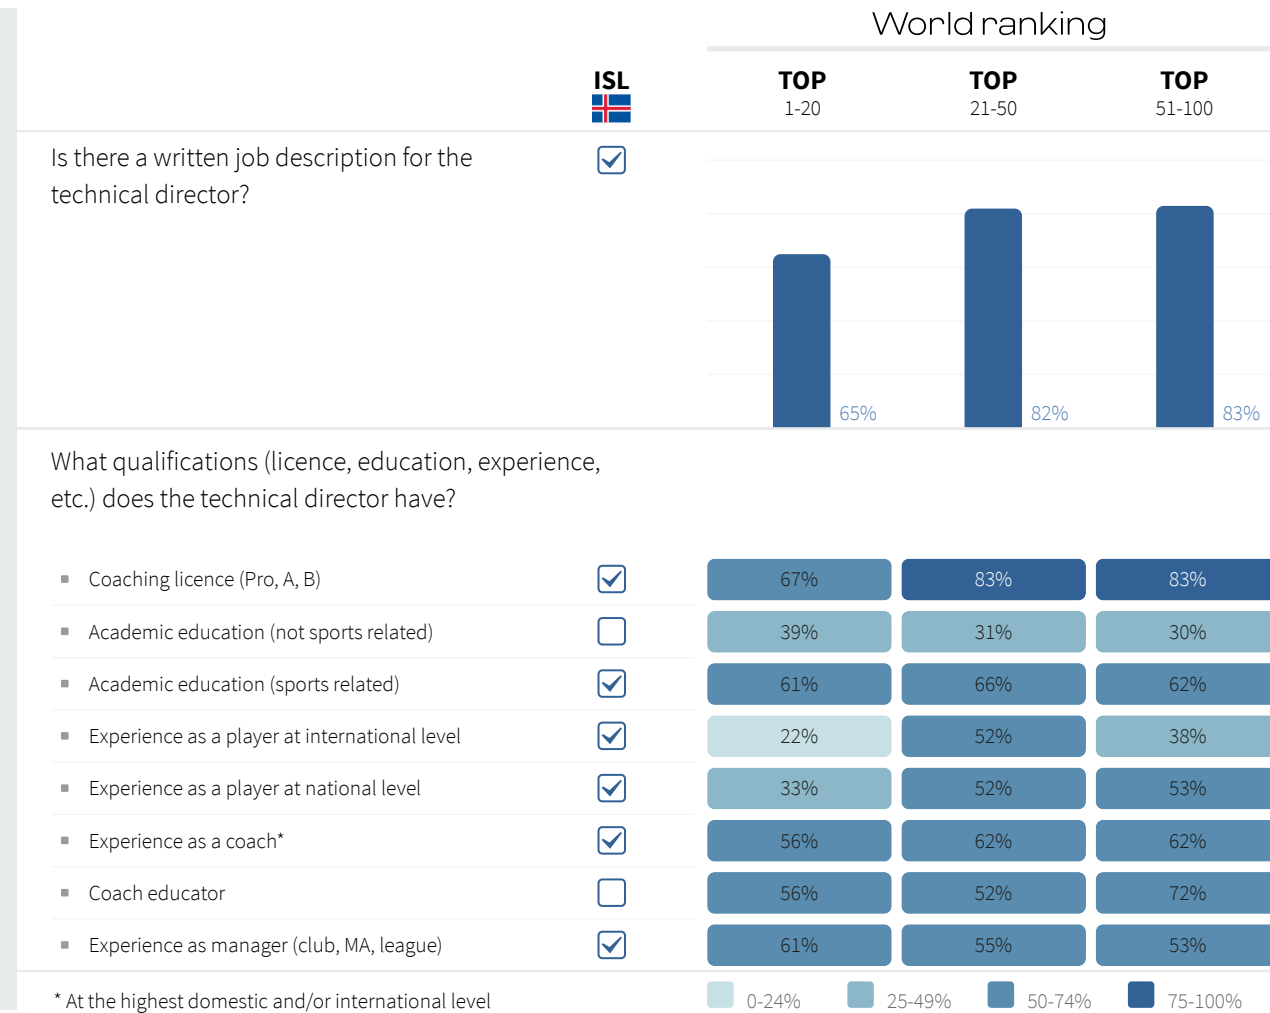 World ranking
ISL TOP TOP TOP
1-20 21-50 51-100
Is there a written job description for the
technical director?
65% 82% 83%
What qualifications (licence, education, experience,
etc.) does the technical director have?
Coaching licence (Pro, A, B) 67% 83% 83%
Academic education (not sports related) 39% 31% 30%
Academic education (sports related) 61% 66% 62%
Experience as a player at international level 22% 52% 38%
Experience as a player at national level 33% 52% 53%
Experience as a coach* 56% 62% 62%
Coach educator 56% 52% 72%
Experience as manager (club, MA, league) 61% 55% 53%
* At the highest domestic and/or international level 0-24% 25-49% 50-74% 75-100%